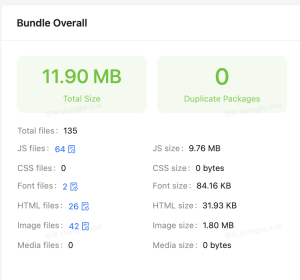 Bundle Overall
11.90 MB
Total Size
0
Duplicate Packages
Total files: 135
JS files: 64
JS size: 9.76 MB
CSS files: 0
CSS size: 0 bytes
Font files: 2
Font size: 84.16 KB
HTML files: 26
HTML size: 31.93 KB
Image files: 42
Image size: 1.80 MB
Media files: 0
Media size: 0 bytes